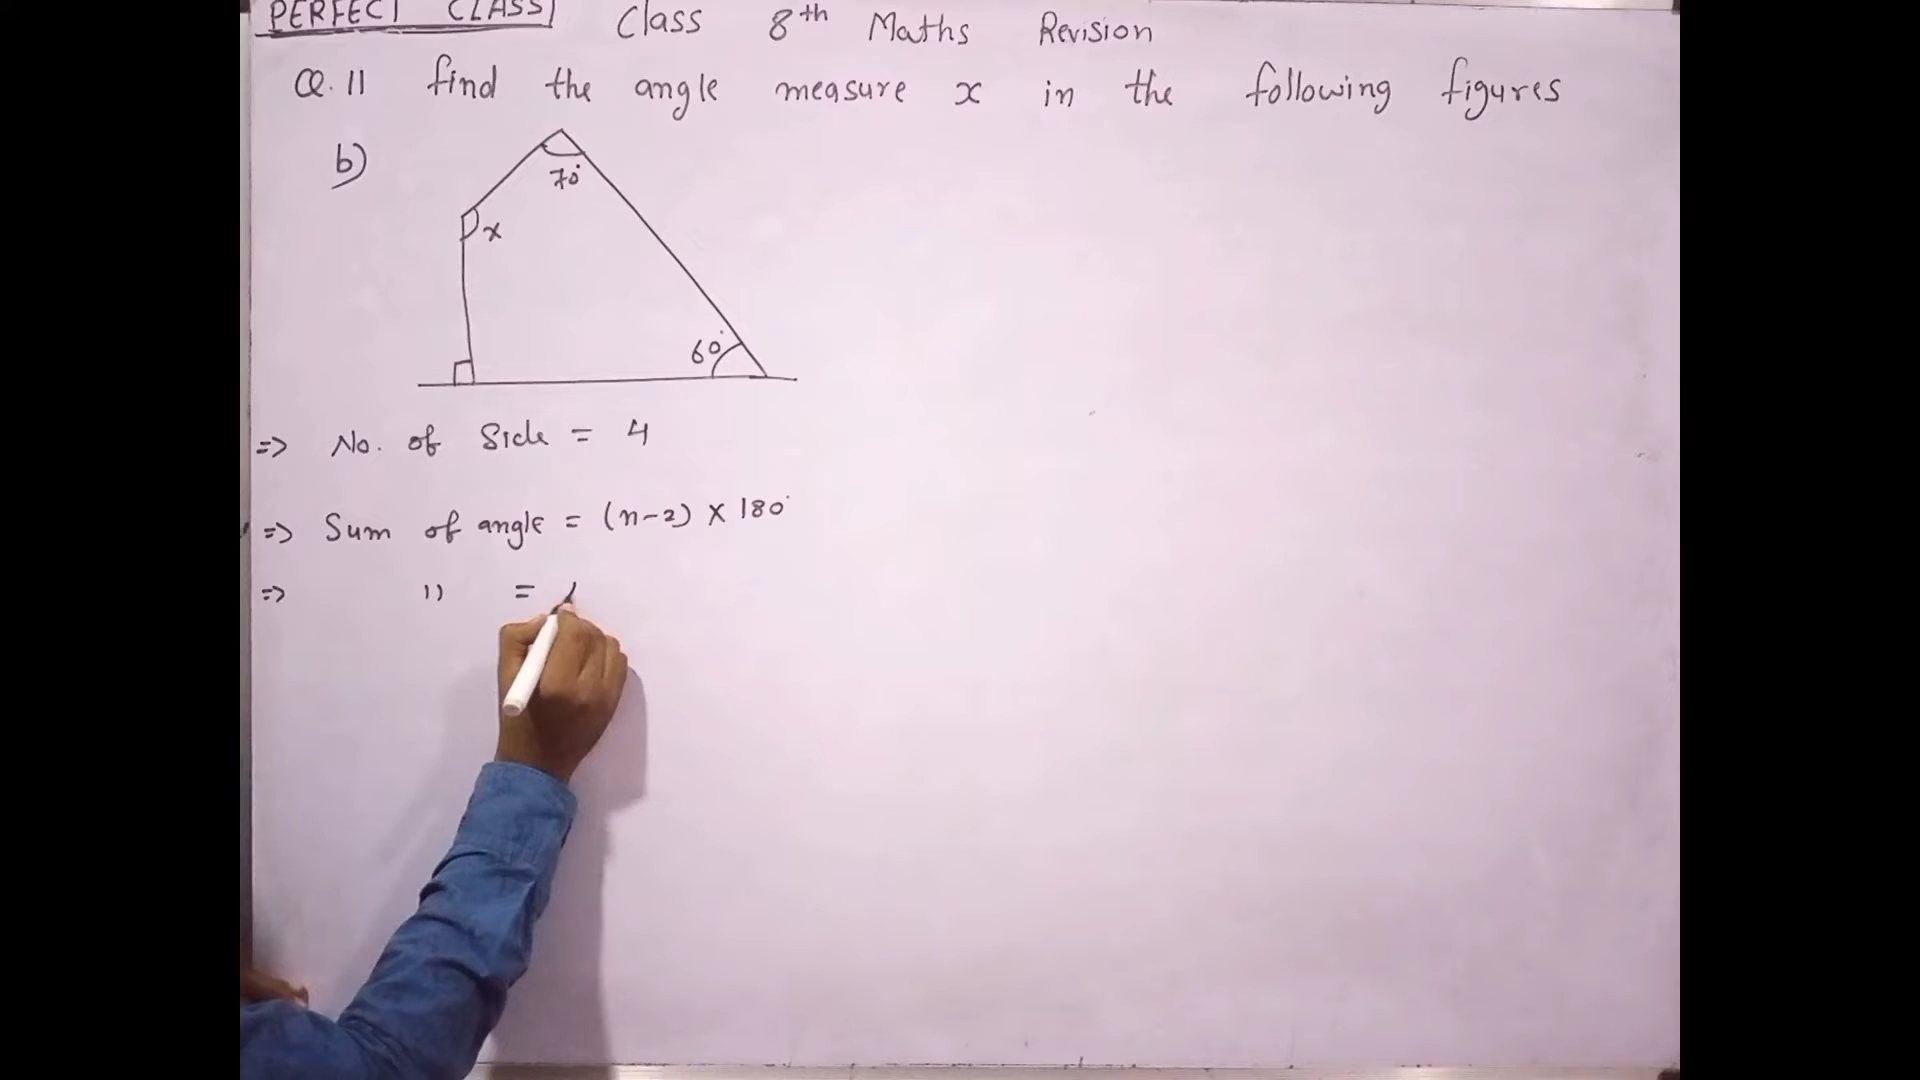 PERFECT CLASS Class 8th Maths Revision
Q.11 find the angle measure x in the following figures
b)
70°
x
60°
=> No. of Side = 4
=> Sum of angle = (n-2) × 180°
=> " =